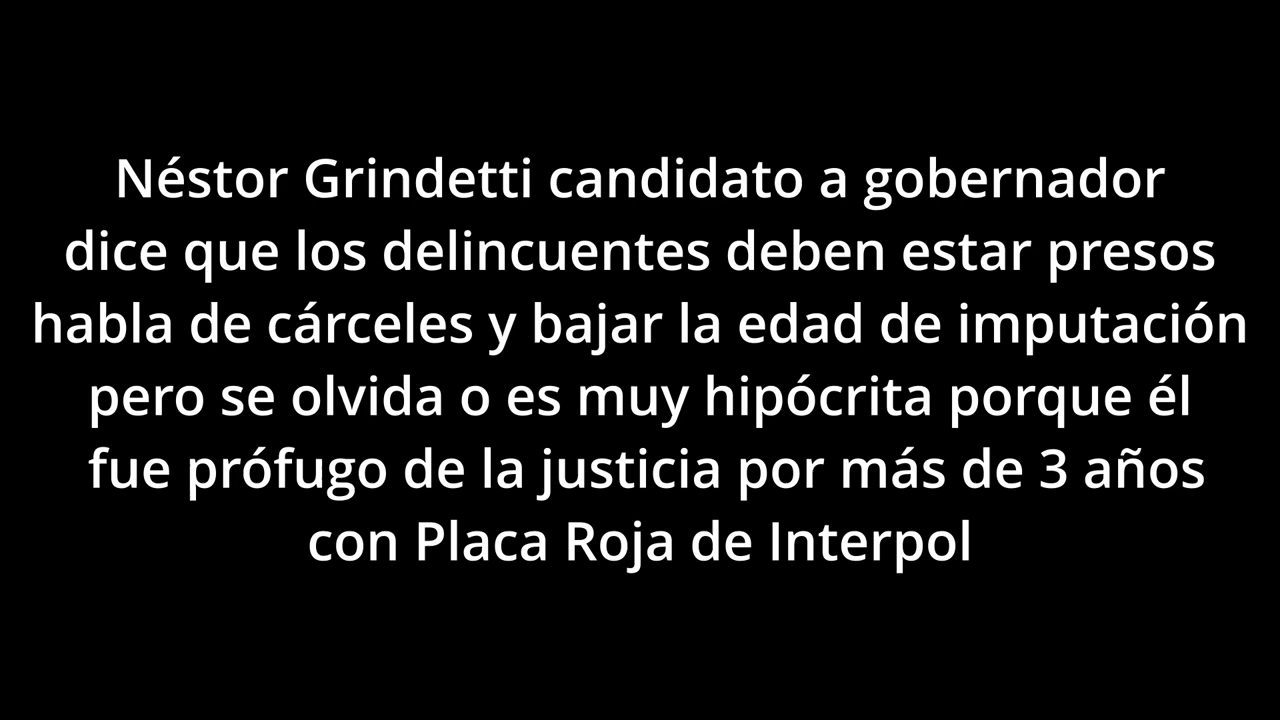 Néstor Grindetti candidato a gobernador
dice que los delincuentes deben estar presos
habla de cárceles y bajar la edad de imputación
pero se olvida o es muy hipócrita porque él
fue prófugo de la justicia por más de 3 años
con Placa Roja de Interpol